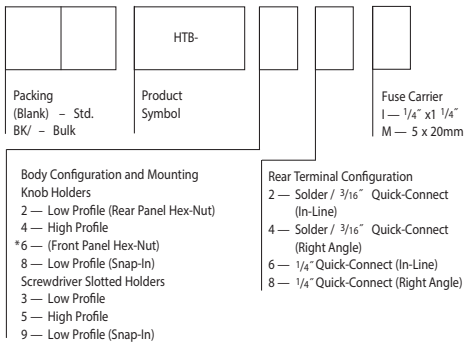 HTB-
Packing
(Blank) – Std.
BK/ – Bulk
Product
Symbol
Fuse Carrier
I — 1/4˝ x1 1/4˝
M — 5 x 20mm
Body Configuration and Mounting
Knob Holders
2 — Low Profile (Rear Panel Hex-Nut)
4 — High Profile
*6 — (Front Panel Hex-Nut)
8 — Low Profile (Snap-In)
Screwdriver Slotted Holders
3 — Low Profile
5 — High Profile
9 — Low Profile (Snap-In)
Rear Terminal Configuration
2 — Solder / 3/16˝ Quick-Connect
(In-Line)
4 — Solder / 3/16˝ Quick-Connect
(Right Angle)
6 — 1/4˝ Quick-Connect (In-Line)
8 — 1/4˝ Quick-Connect (Right Angle)